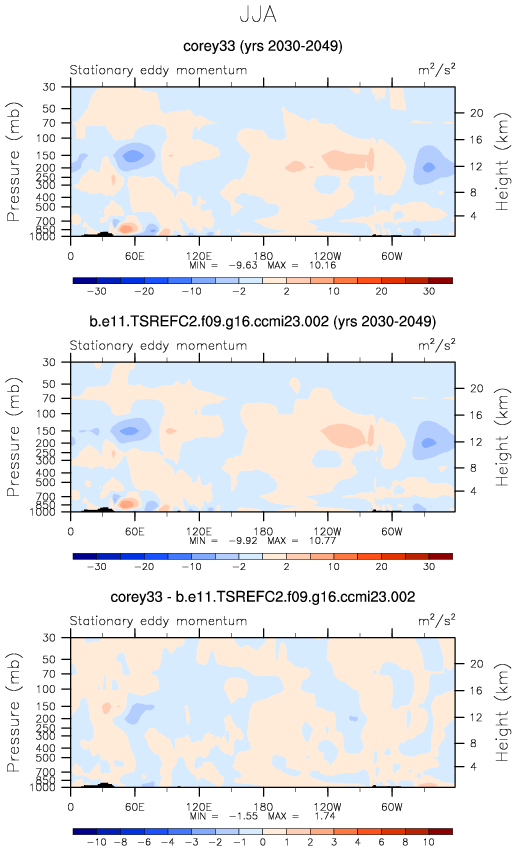 JJA
corey33 (yrs 2030-2049)
Stationary eddy momentum m²/s²
30
50
70
100
150
200
250
300
400
500
700
850
1000
Pressure (mb)
20
16
12
8
4
Height (km)
0 60E 120E 180 120W 60W
MIN = -9.63 MAX = 10.16
-30 -20 -10 -2 2 10 20 30
b.e11.TSREFC2.f09.g16.ccmi23.002 (yrs 2030-2049)
Stationary eddy momentum m²/s²
30
50
70
100
150
200
250
300
400
500
700
850
1000
Pressure (mb)
20
16
12
8
4
Height (km)
0 60E 120E 180 120W 60W
MIN = -9.92 MAX = 10.77
-30 -20 -10 -2 2 10 20 30
corey33 - b.e11.TSREFC2.f09.g16.ccmi23.002
Stationary eddy momentum m²/s²
30
50
70
100
150
200
250
300
400
500
700
850
1000
Pressure (mb)
20
16
12
8
4
Height (km)
0 60E 120E 180 120W 60W
MIN = -1.55 MAX = 1.74
-10 -6 -4 -3 -2 -1 0 1 2 3 4 6 10